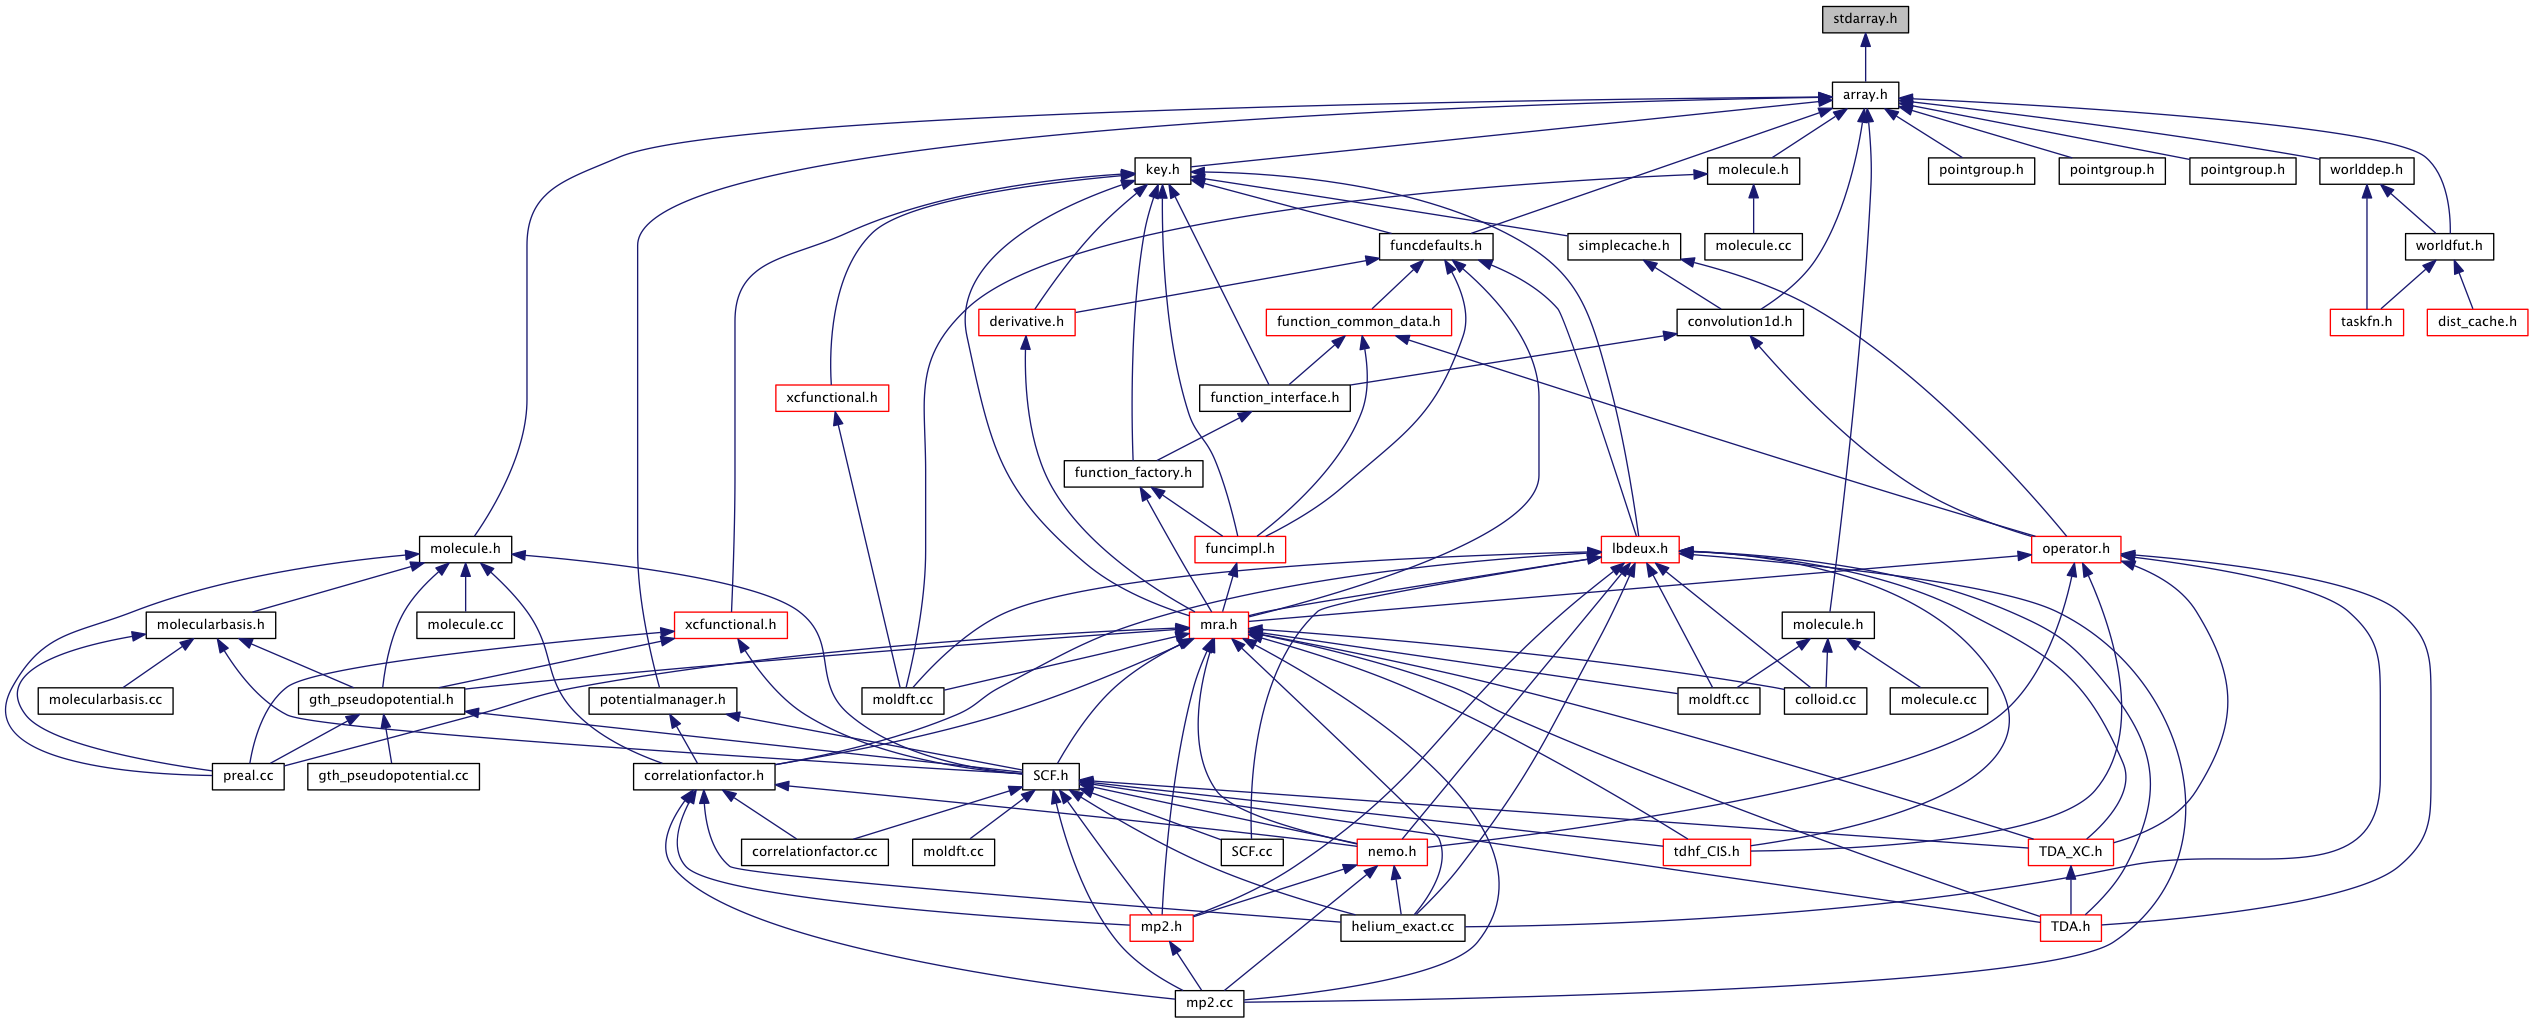 stdarray.h
array.h
key.h
molecule.h
pointgroup.h
pointgroup.h
pointgroup.h
worlddep.h
funcdefaults.h
simplecache.h
molecule.cc
worldfut.h
derivative.h
function_common_data.h
convolution1d.h
taskfn.h
dist_cache.h
xcfunctional.h
function_interface.h
function_factory.h
molecule.h
funcimpl.h
lbdeux.h
operator.h
molecularbasis.h
molecule.cc
xcfunctional.h
mra.h
molecule.h
molecularbasis.cc
gth_pseudopotential.h
potentialmanager.h
moldft.cc
moldft.cc
colloid.cc
molecule.cc
preal.cc
gth_pseudopotential.cc
correlationfactor.h
SCF.h
correlationfactor.cc
moldft.cc
SCF.cc
nemo.h
tdhf_CIS.h
TDA_XC.h
mp2.h
helium_exact.cc
TDA.h
mp2.cc